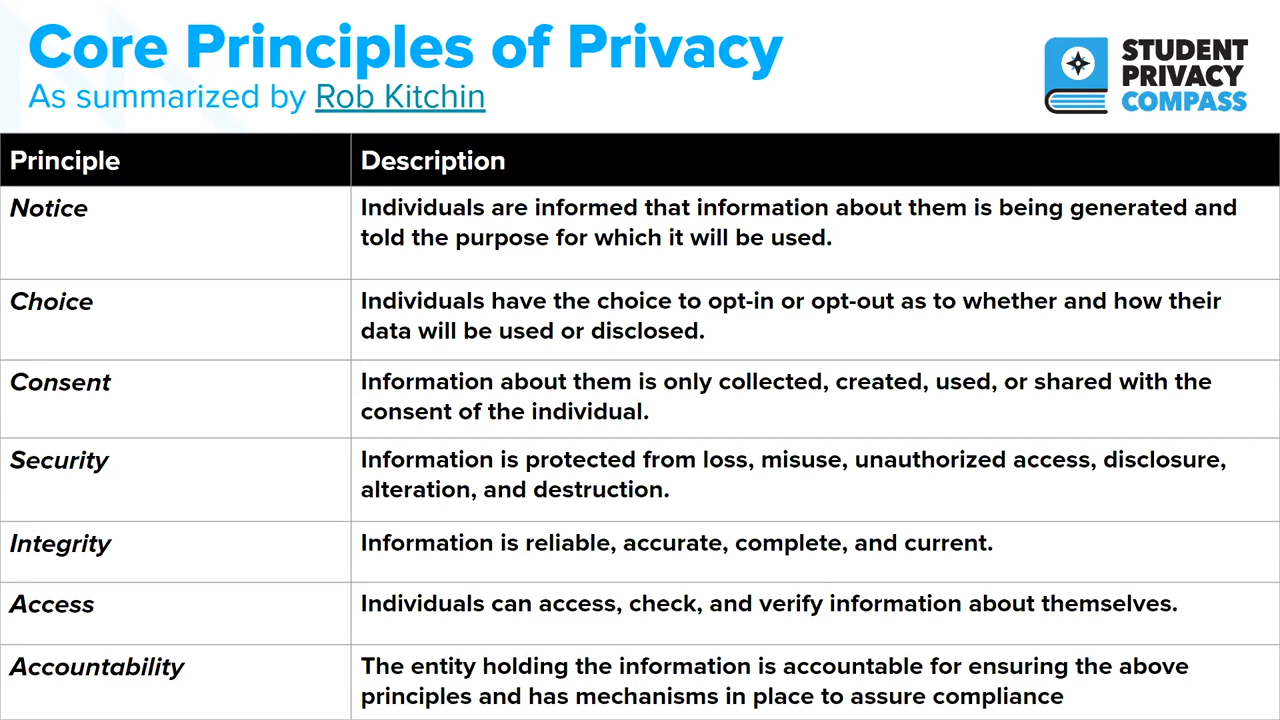 Core Principles of Privacy
As summarized by Rob Kitchin
STUDENT
PRIVACY
COMPASS
Principle
Description
Notice
Individuals are informed that information about them is being generated and
told the purpose for which it will be used.
Choice
Individuals have the choice to opt-in or opt-out as to whether and how their
data will be used or disclosed.
Consent
Information about them is only collected, created, used, or shared with the
consent of the individual.
Security
Information is protected from loss, misuse, unauthorized access, disclosure,
alteration, and destruction.
Integrity
Information is reliable, accurate, complete, and current.
Access
Individuals can access, check, and verify information about themselves.
Accountability
The entity holding the information is accountable for ensuring the above
principles and has mechanisms in place to assure compliance